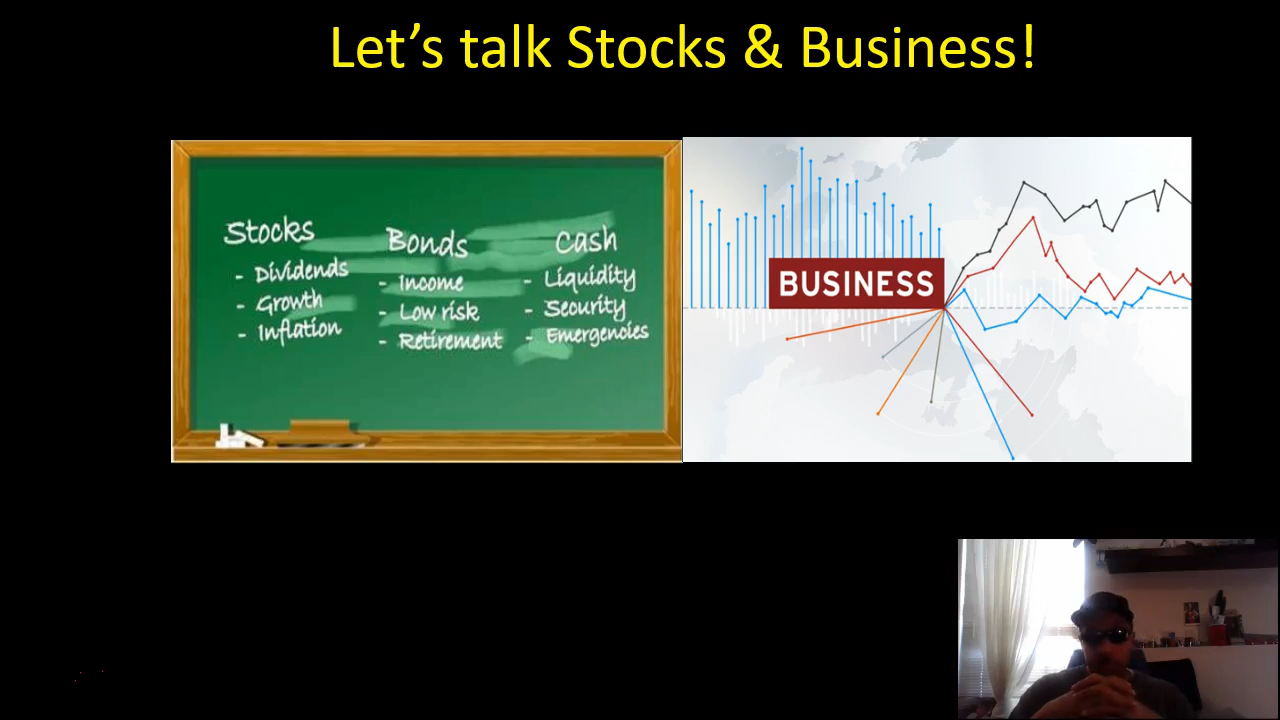 Let’s talk Stocks & Business!
Stocks
- Dividends
- Growth
- Inflation
Bonds
- Income
- Low risk
- Retirement
Cash
- Liquidity
- Security
- Emergencies
BUSINESS